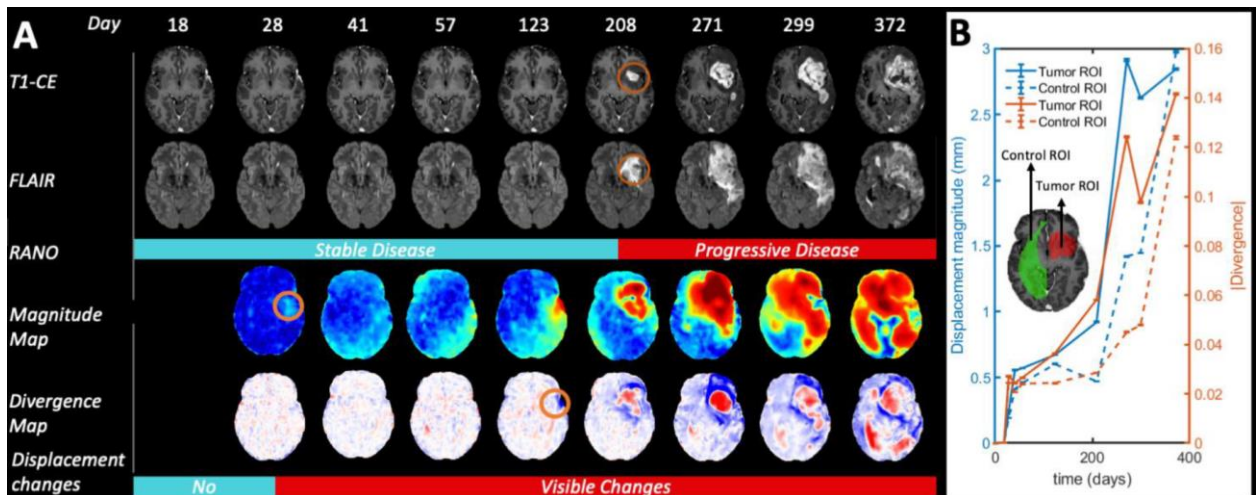 A
Day 18 28 41 57 123 208 271 299 372
T1-CE
FLAIR
RANO
Stable Disease Progressive Disease
Magnitude
Map
Divergence
Map
Displacement
changes
No Visible Changes
B
3
2.5
2
1.5
1
0.5
0
Displacement magnitude (mm)
Tumor ROI
Control ROI
Tumor ROI
Control ROI
Control ROI
Tumor ROI
0.16
0.14
0.12
0.1
0.08
0.06
0.04
0.02
0
|Divergence|
0 200 400
time (days)